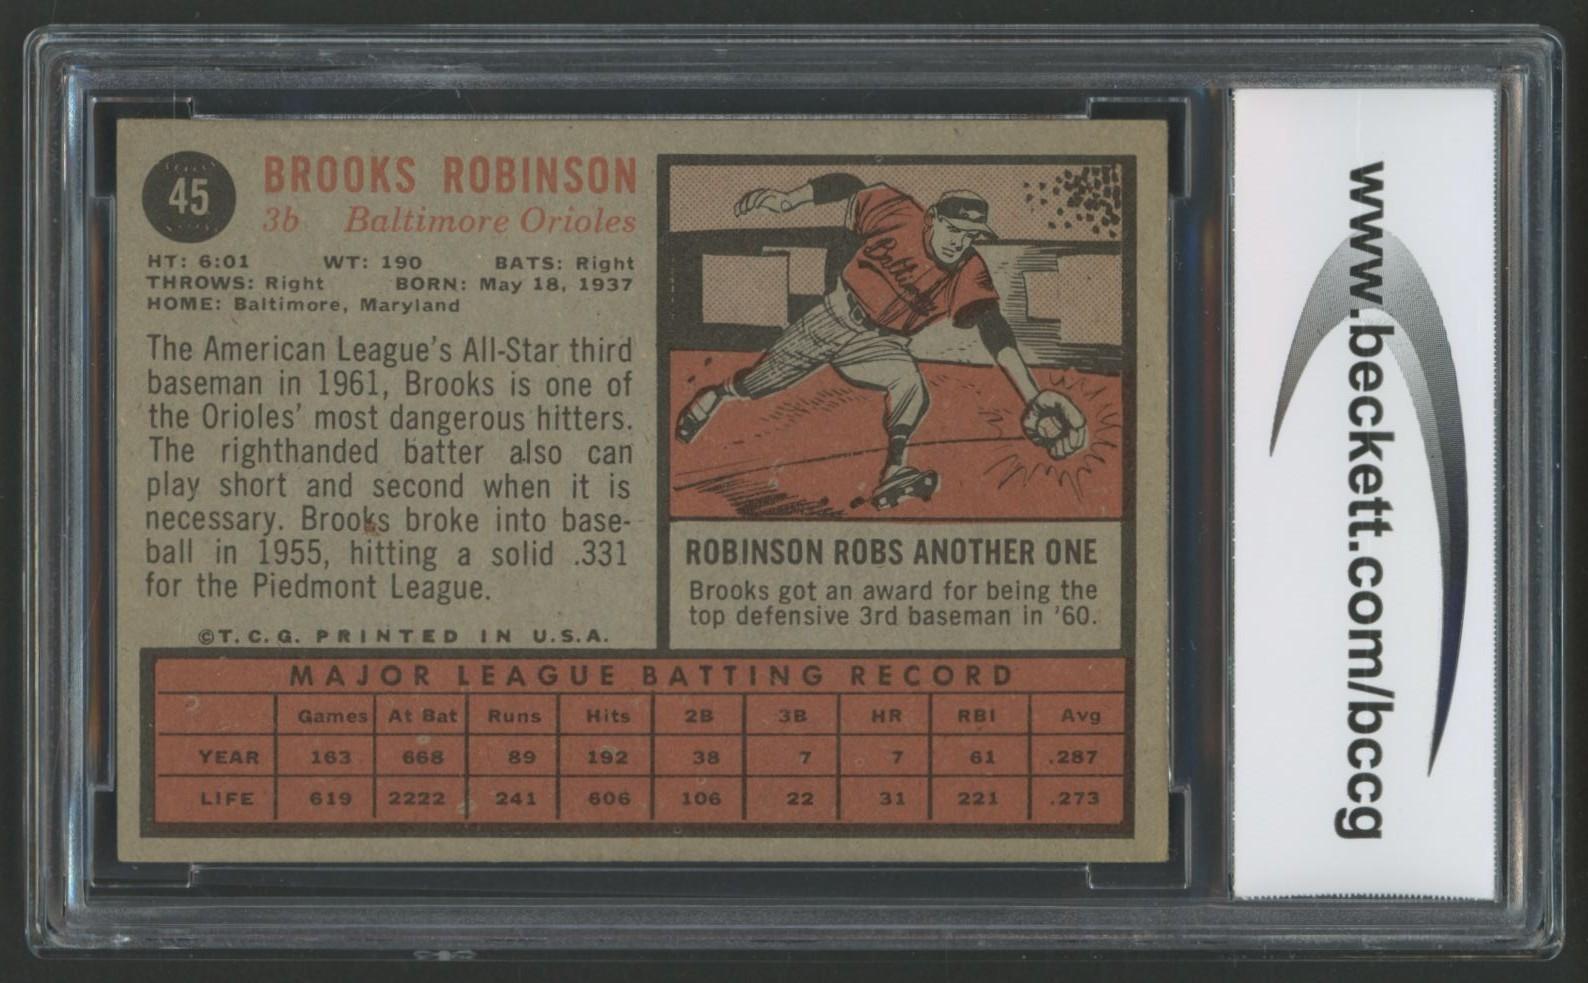 45
BROOKS ROBINSON
3b Baltimore Orioles
HT: 6:01 WT: 190 BATS: Right
THROWS: Right BORN: May 18, 1937
HOME: Baltimore, Maryland
The American League's All-Star third
baseman in 1961, Brooks is one of
the Orioles' most dangerous hitters.
The righthanded batter also can
play short and second when it is
necessary. Brooks broke into base-
ball in 1955, hitting a solid .331
for the Piedmont League.
©T.C.G. PRINTED IN U.S.A.
Baltimore
ROBINSON ROBS ANOTHER ONE
Brooks got an award for being the
top defensive 3rd baseman in '60.
MAJOR LEAGUE BATTING RECORD
Games At Bat Runs Hits 2B 3B HR RBI Avg
YEAR 163 668 89 192 38 7 7 61 .287
LIFE 619 2222 241 606 106 22 31 221 .273
www.beckett.com/bccg